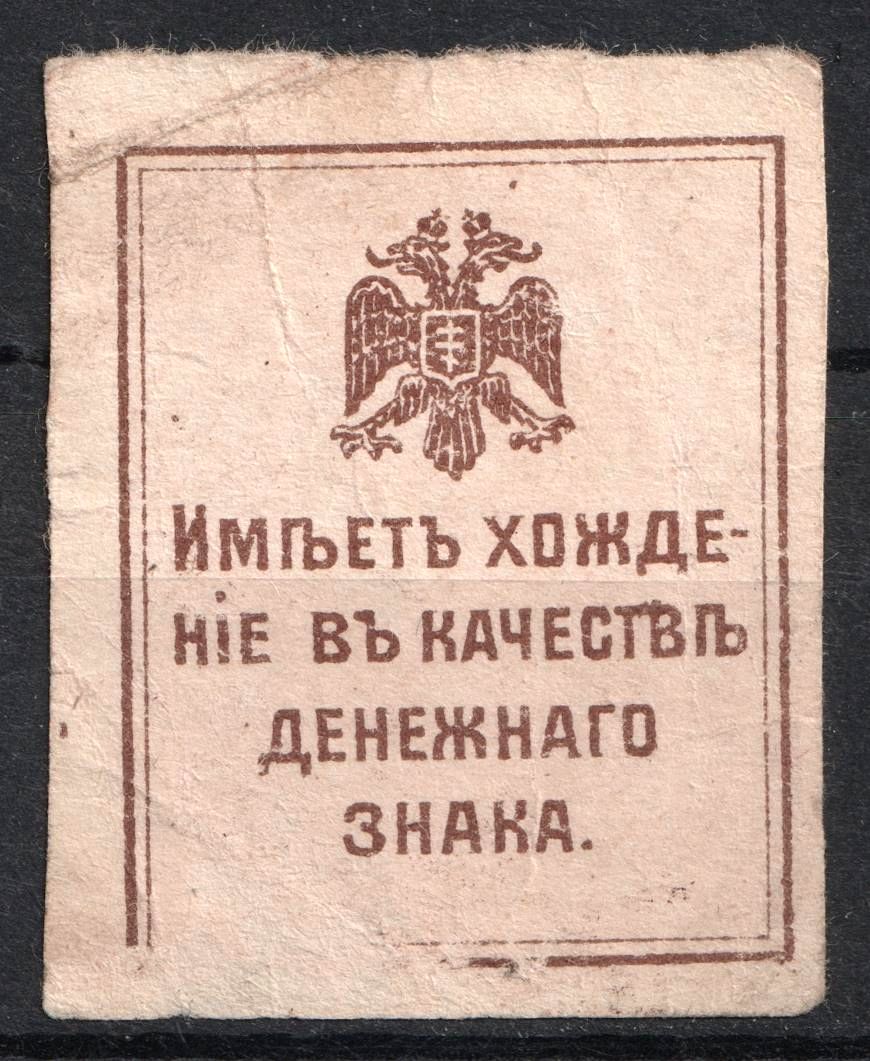 Имѣетъ хожде-
ніе въ качествѣ
денежнаго
знака.